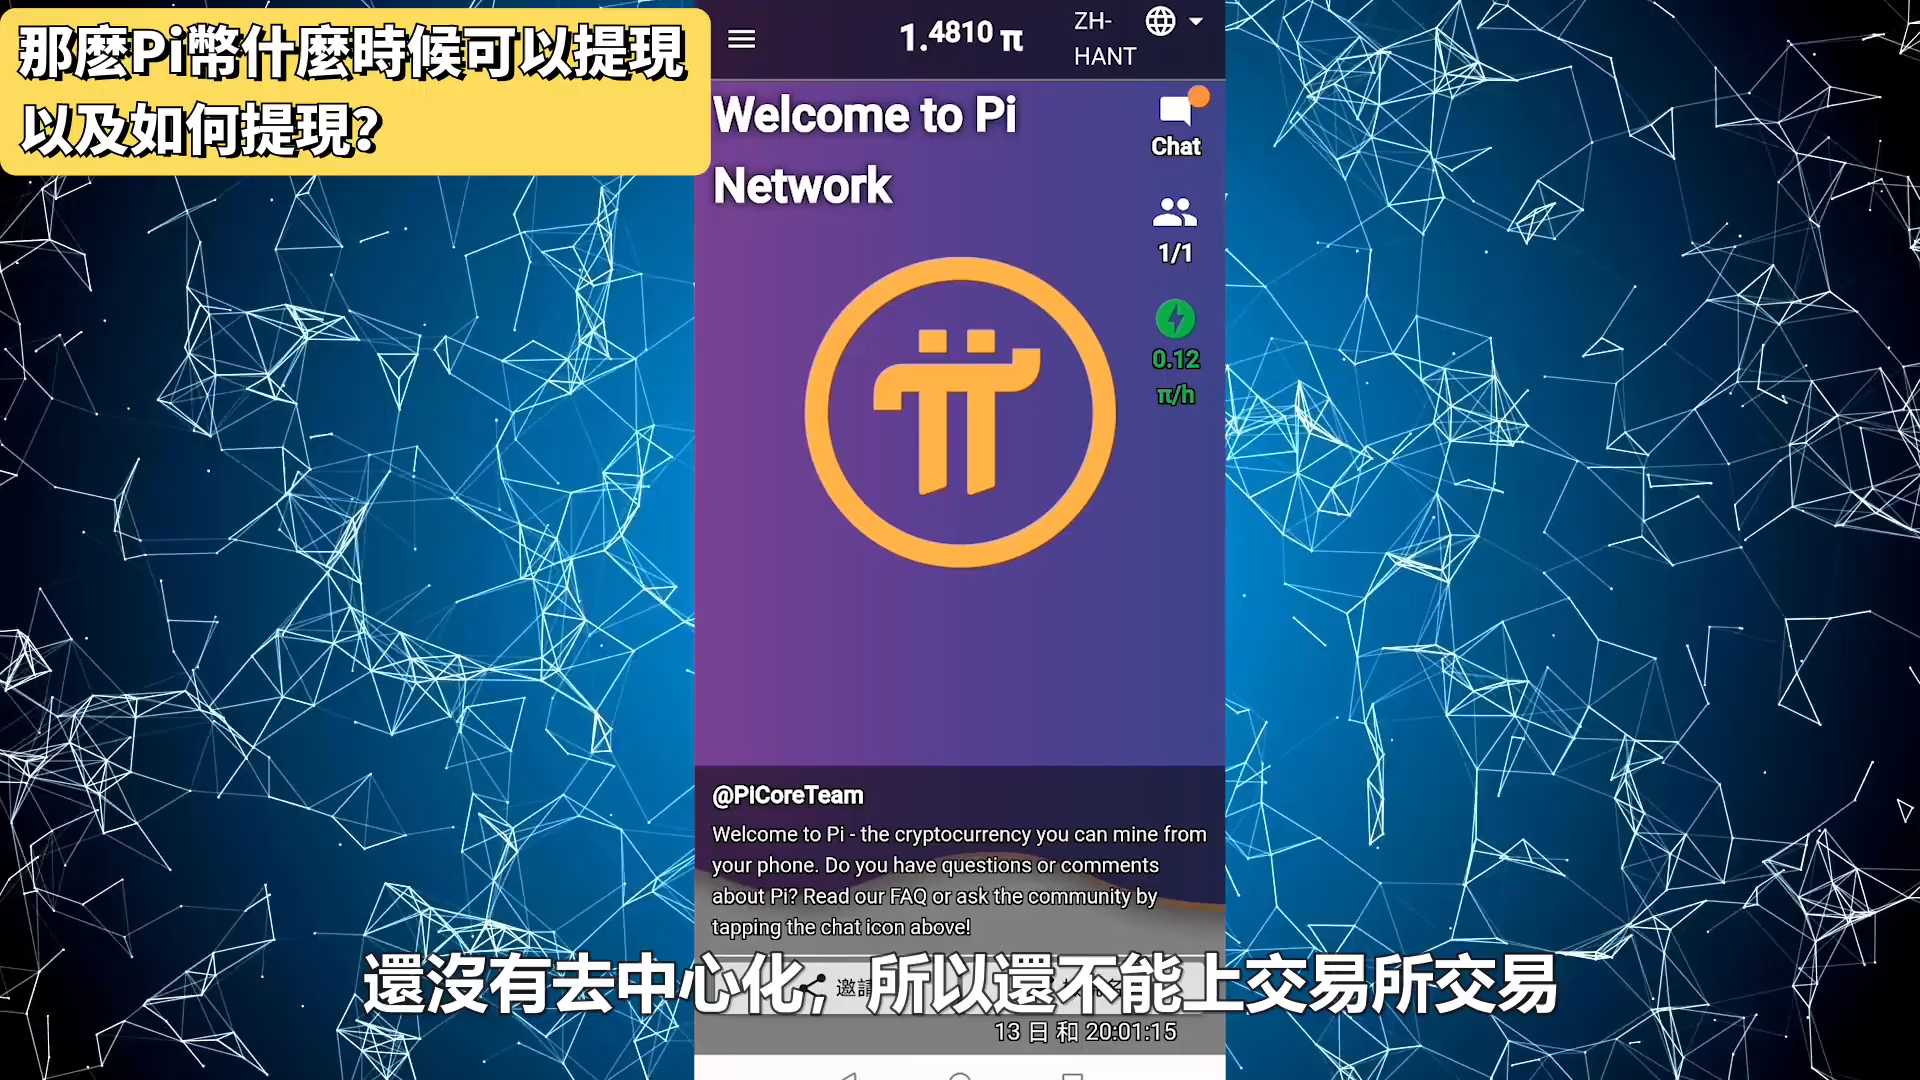 那麽Pi幣什麼時候可以提現
以及如何提現？
1.4810 π
ZH-
HANT
Welcome to Pi
Network
Chat
1/1
0.12
π/h
@PiCoreTeam
Welcome to Pi - the cryptocurrency you can mine from
your phone. Do you have questions or comments
about Pi? Read our FAQ or ask the community by
tapping the chat icon above!
還沒有去中心化，所以還不能上交易所交易
13 日 和 20:01:15